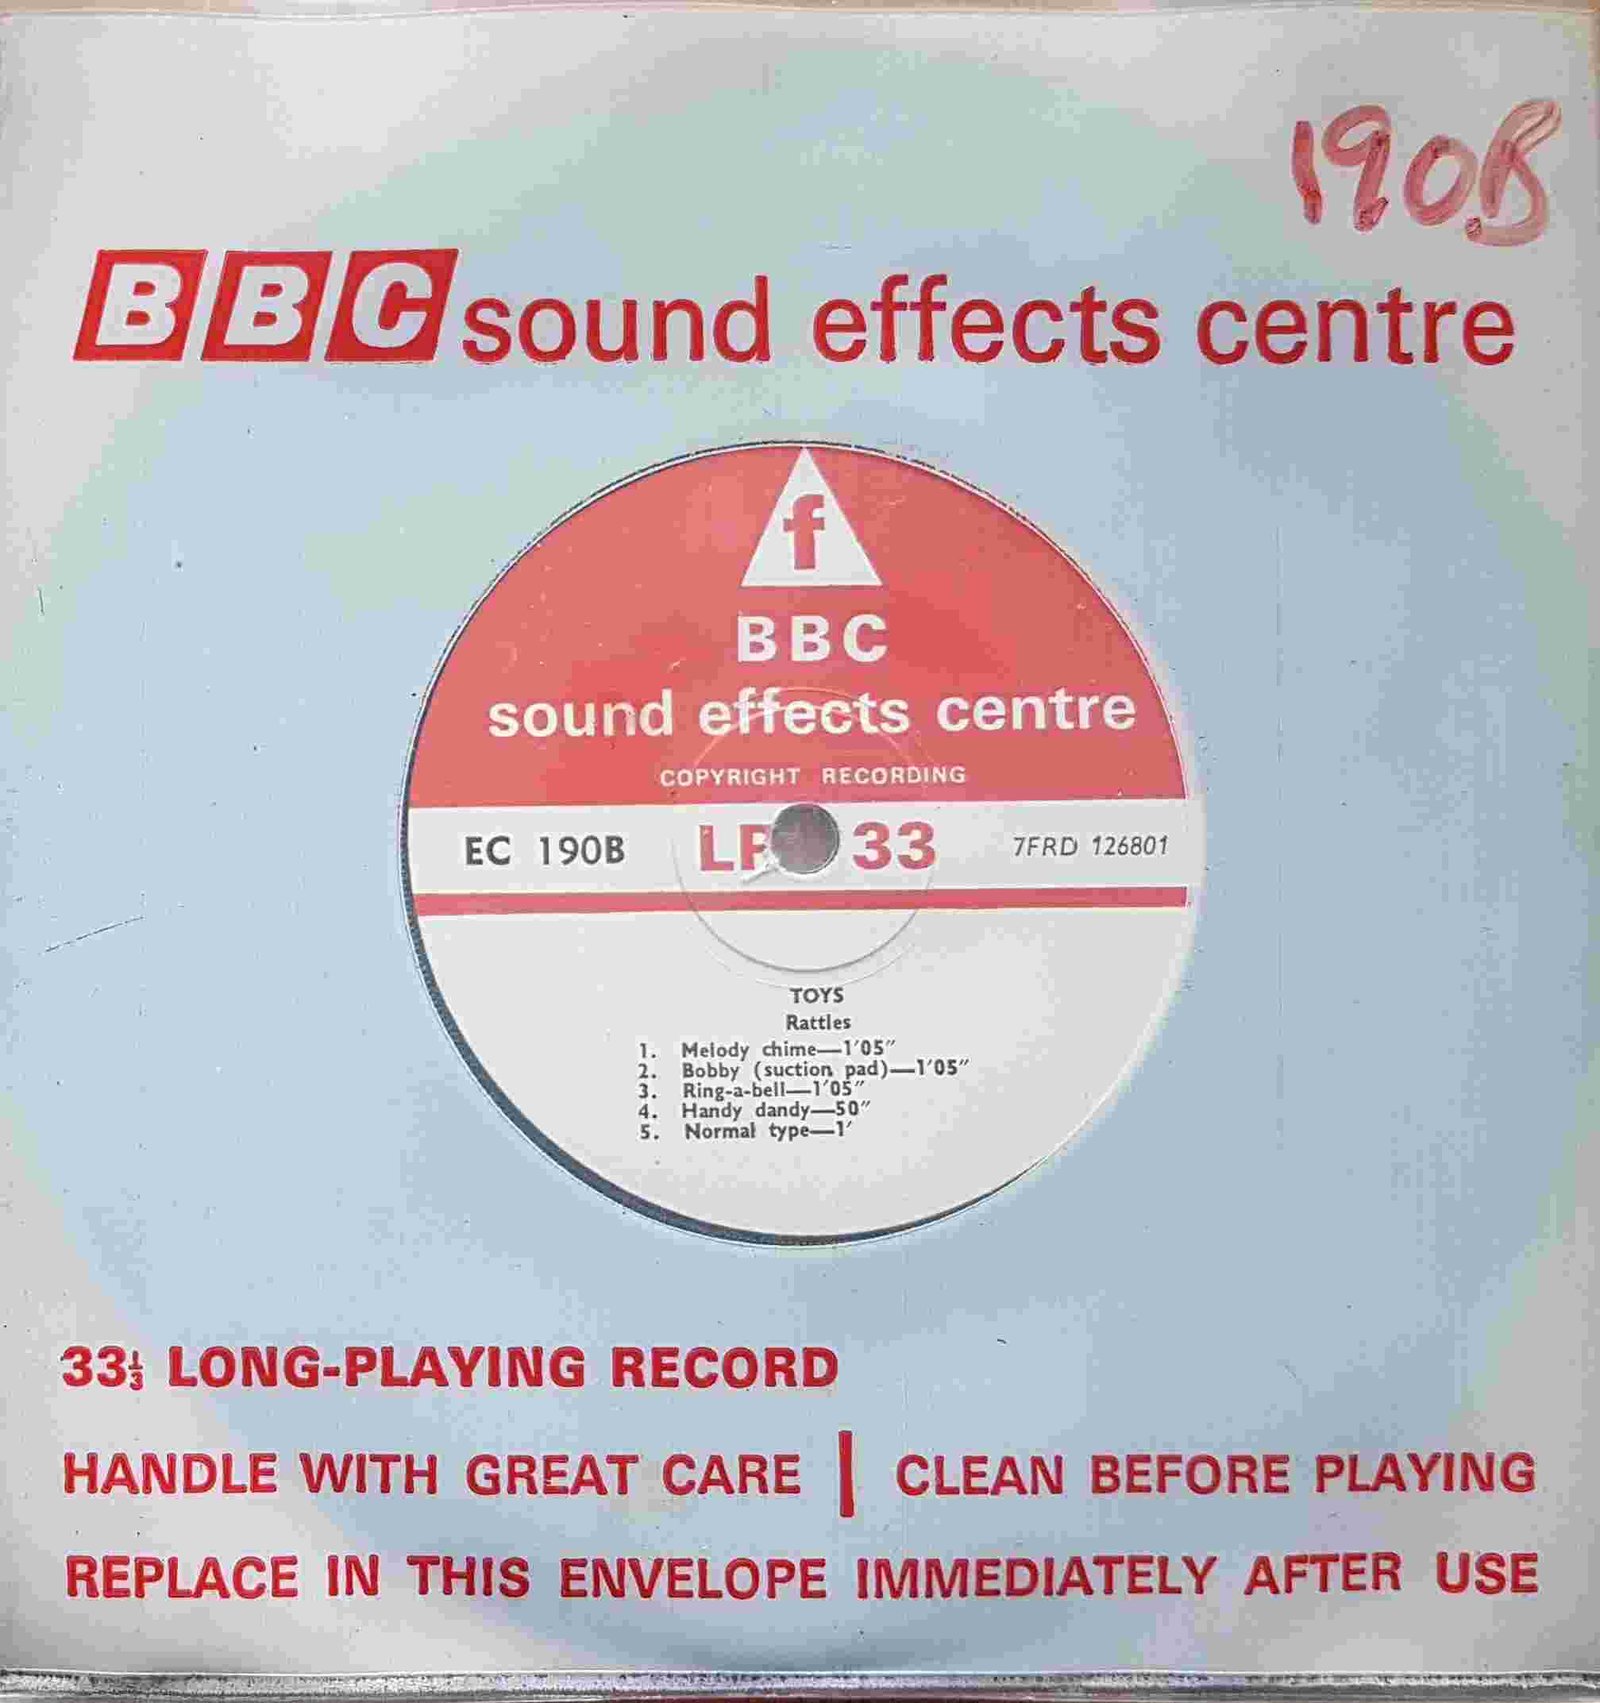 190B
BBC sound effects centre
f
BBC
sound effects centre
COPYRIGHT RECORDING
EC 190B LP 33 7FRD 126801
TOYS
Rattles
1. Melody chime—1'05"
2. Bobby (suction pad)—1'05"
3. Ring-a-bell—1'05"
4. Handy dandy—50"
5. Normal type—1'
33⅓ LONG-PLAYING RECORD
HANDLE WITH GREAT CARE | CLEAN BEFORE PLAYING
REPLACE IN THIS ENVELOPE IMMEDIATELY AFTER USE